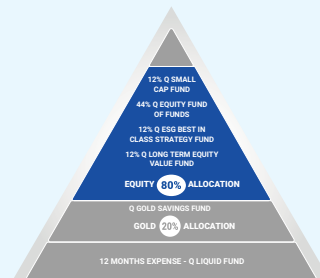 12% Q SMALL
CAP FUND
44% Q EQUITY FUND
OF FUNDS
12% Q ESG BEST IN
CLASS STRATEGY FUND
12% Q LONG TERM EQUITY
VALUE FUND
EQUITY 80% ALLOCATION
Q GOLD SAVINGS FUND
GOLD 20% ALLOCATION
12 MONTHS EXPENSE - Q LIQUID FUND